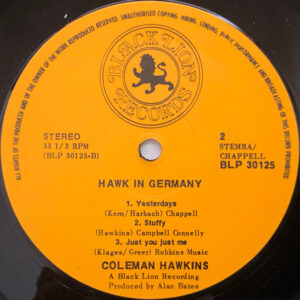 ALL RIGHTS OF THE PRODUCER AND OF THE OWNER OF THE WORK REPRODUCED RESERVED UNAUTHORISED COPYING HIRING LENDING PUBLIC PERFORMANCE AND BROADCASTING OF THIS RECORD PROHIBITED
BLACK LION
RECORDS
STEREO
33 1/3 RPM
(BLP 30125-B)
2
STEMRA/
CHAPPELL
BLP 30125
HAWK IN GERMANY
1. Yesterdays
(Kern/Harbach) Chappell
2. Stuffy
(Hawkins) Campbell Connelly
3. Just you just me
(Klages/Greer) Robbins Music
COLEMAN HAWKINS
A Black Lion Recording
Produced by Alan Bates